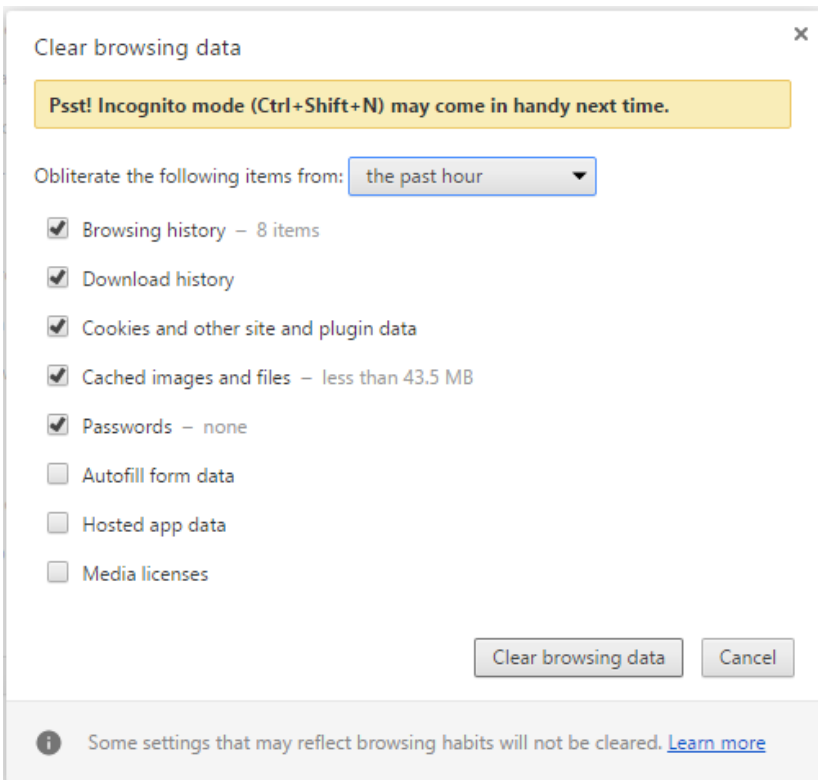 Clear browsing data
Psst! Incognito mode (Ctrl+Shift+N) may come in handy next time.
Obliterate the following items from: the past hour
Browsing history – 8 items
Download history
Cookies and other site and plugin data
Cached images and files – less than 43.5 MB
Passwords – none
Autofill form data
Hosted app data
Media licenses
Clear browsing data Cancel
Some settings that may reflect browsing habits will not be cleared. Learn more